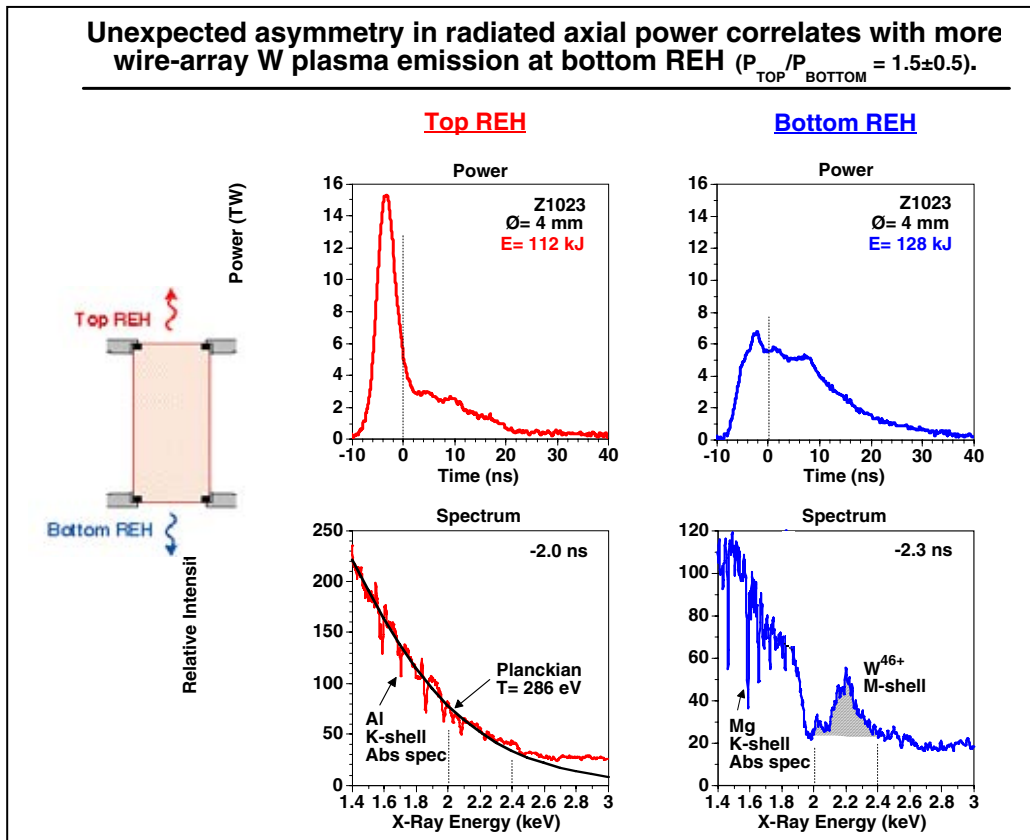 Unexpected asymmetry in radiated axial power correlates with more
wire-array W plasma emission at bottom REH (P_TOP/P_BOTTOM = 1.5±0.5).
Top REH
Bottom REH
Power
Power
Power (TW)
16
14
12
10
8
6
4
2
0
-10 0 10 20 30 40
Time (ns)
Z1023
Ø= 4 mm
E= 112 kJ
16
14
12
10
8
6
4
2
0
-10 0 10 20 30 40
Time (ns)
Z1023
Ø= 4 mm
E= 128 kJ
Top REH
Bottom REH
Relative Intensit
Spectrum
250
200
150
100
50
0
1.4 1.6 1.8 2 2.2 2.4 2.6 2.8 3
X-Ray Energy (keV)
-2.0 ns
Planckian
T= 286 eV
Al
K-shell
Abs spec
Spectrum
120
100
80
60
40
20
0
1.4 1.6 1.8 2 2.2 2.4 2.6 2.8 3
X-Ray Energy (keV)
-2.3 ns
W46+
M-shell
Mg
K-shell
Abs spec